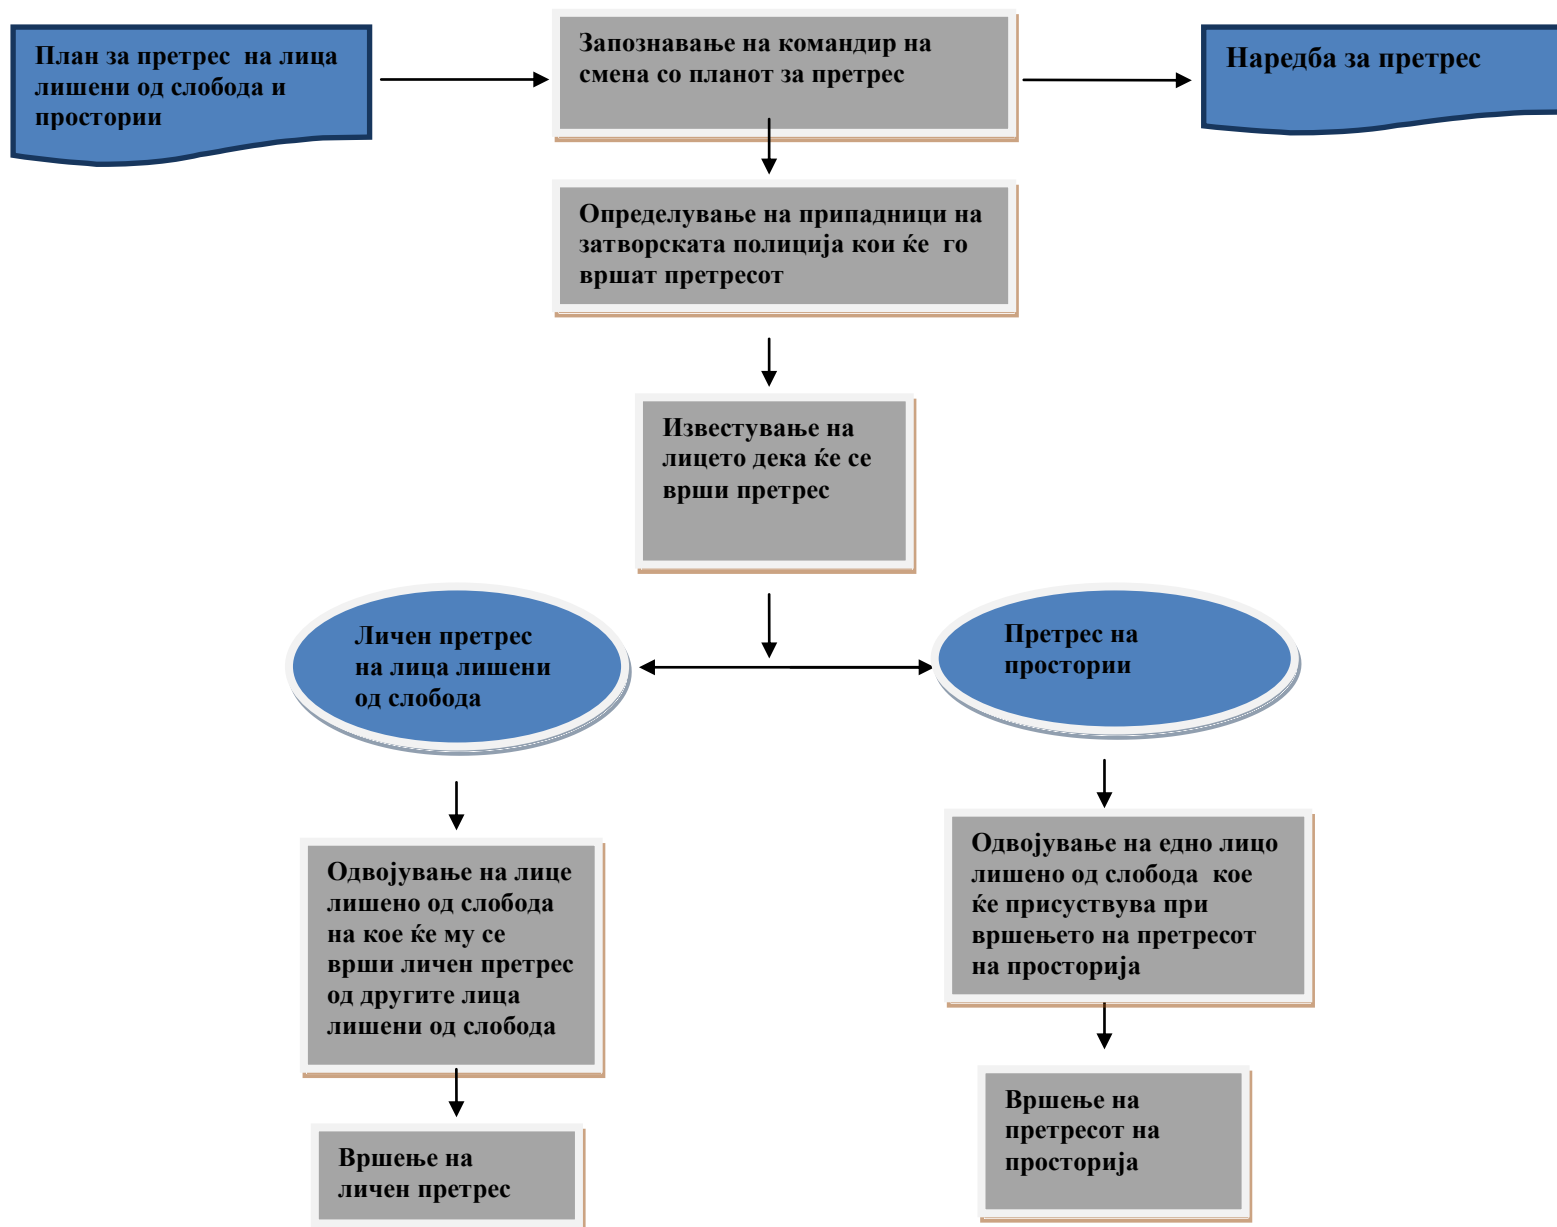 План за претрес на лица
лишени од слобода и
простории
Запознавање на командир на
смена со планот за претрес
Наредба за претрес
Определување на припадници на
затворската полиција кои ќе го
вршат претресот
Известување на
лицето дека ќе се
врши претрес
Личен претрес
на лица лишени
од слобода
Претрес на
простории
Одвојување на лице
лишено од слобода
на кое ќе му се
врши личен претрес
од другите лица
лишени од слобода
Одвојување на едно лицо
лишено од слобода кое
ќе присуствува при
вршењето на претресот
на просторија
Вршење на
личен претрес
Вршење на
претресот на
просторија